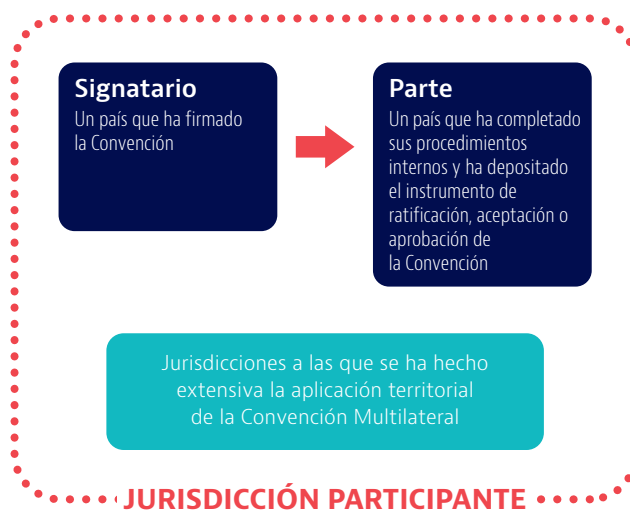 Signatario
Un país que ha firmado
la Convención
Parte
Un país que ha completado
sus procedimientos
internos y ha depositado
el instrumento de
ratificación, aceptación o
aprobación de
la Convención
Jurisdicciones a las que se ha hecho
extensiva la aplicación territorial
de la Convención Multilateral
JURISDICCIÓN PARTICIPANTE